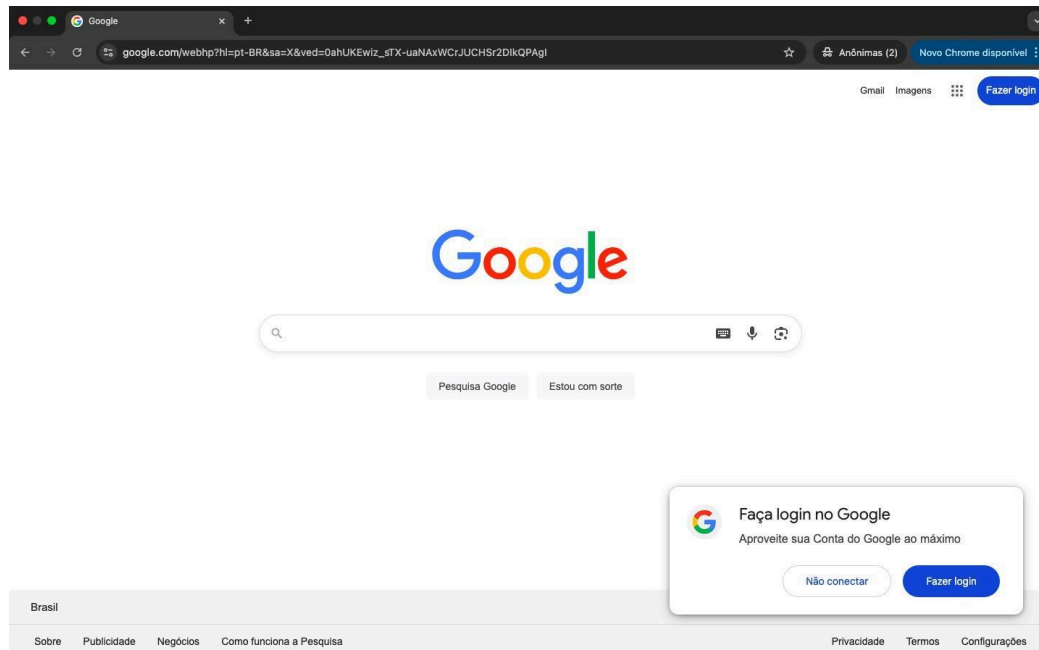 Google
google.com/webhp?hl=pt-BR&sa=X&ved=0ahUKEwiz_sTX-uaNAxWCrJUCHSr2DIkQPAgI
Anônimas (2)
Novo Chrome disponível
Gmail Imagens
Fazer login
Google
Pesquisa Google Estou com sorte
Faça login no Google
Aproveite sua Conta do Google ao máximo
Não conectar Fazer login
Brasil
Sobre Publicidade Negócios Como funciona a Pesquisa Privacidade Termos Configurações